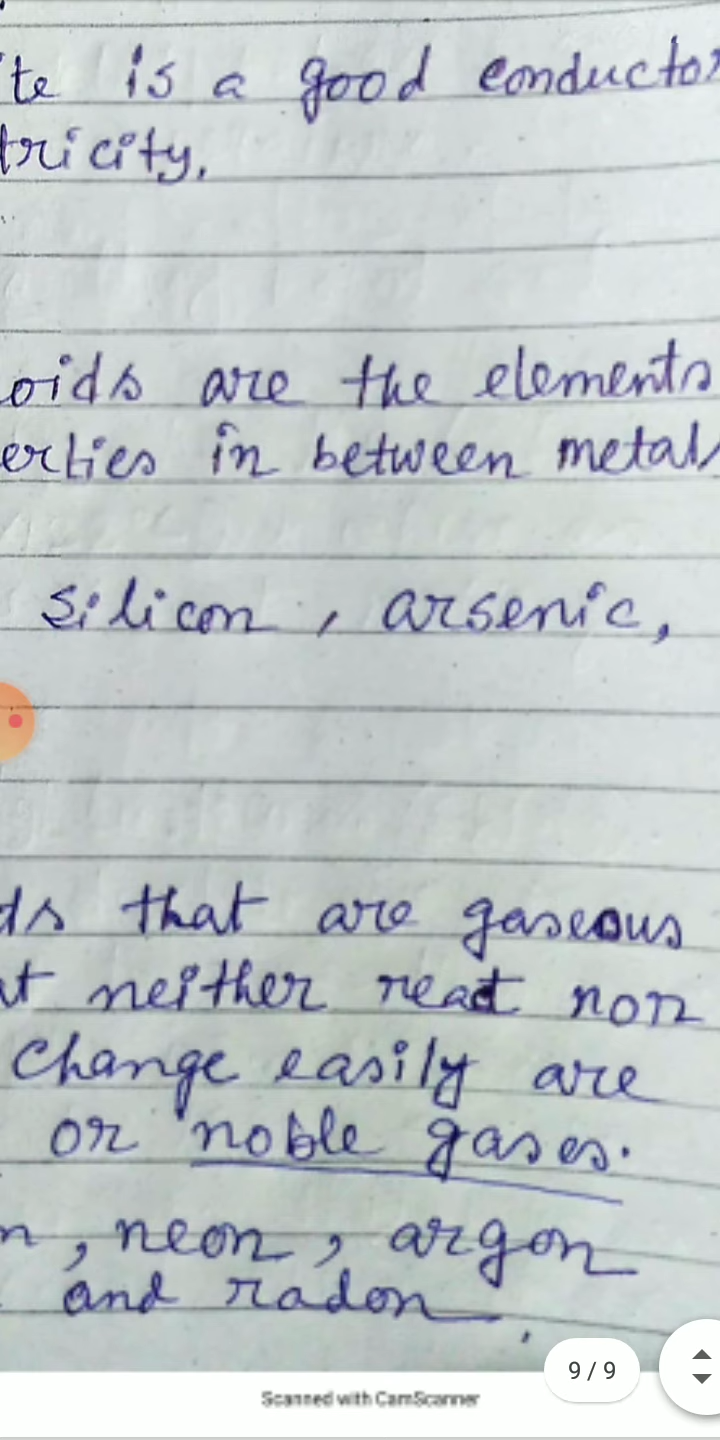 te is a good conductor
tricity.
oids are the elements
erties in between metal
silicon, arsenic,
ds that are gaseous
at neither react nor
change easily are
or noble gases.
n, neon, argon
and radon.
9 / 9
Scanned with CamScanner